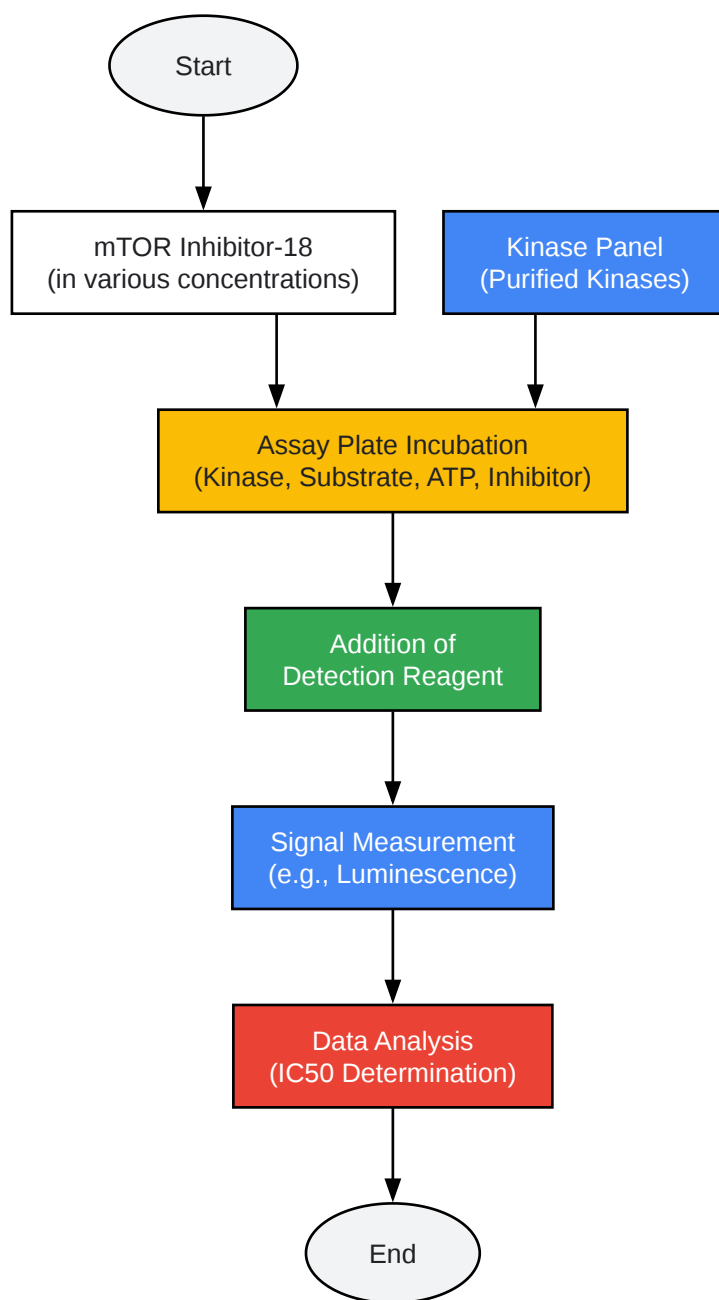 Start
mTOR Inhibitor-18
(in various concentrations)
Kinase Panel
(Purified Kinases)
Assay Plate Incubation
(Kinase, Substrate, ATP, Inhibitor)
Addition of
Detection Reagent
Signal Measurement
(e.g., Luminescence)
Data Analysis
(IC50 Determination)
End